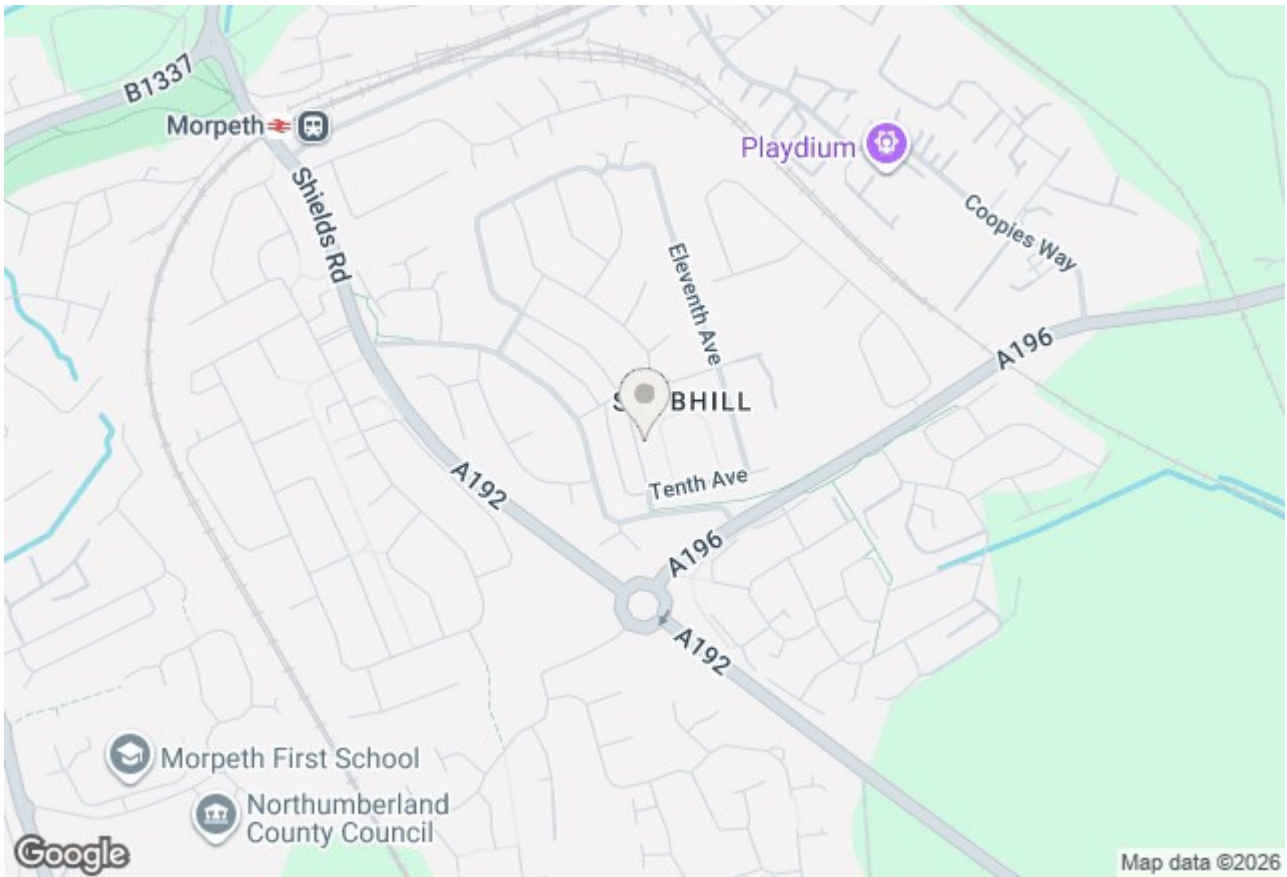 B1337
Morpeth
Shields Rd
Playdium
Coopies Way
Eleventh Ave
A196
BHILL
Tenth Ave
A192
A196
A192
Morpeth First School
Northumberland
County Council
Google
Map data ©2026